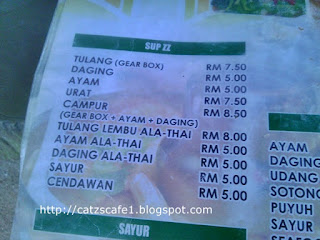 SUP ZZ
TULANG (GEAR BOX) RM 7.50
DAGING RM 5.00
AYAM RM 5.00
URAT RM 7.50
CAMPUR RM 8.50
(GEAR BOX + AYAM + DAGING)
TULANG LEMBU ALA-THAI RM 8.00
AYAM ALA-THAI RM 5.00
DAGING ALA-THAI RM 5.00
SAYUR RM 5.00
CENDAWAN RM 5.00
SAYUR
AYAM
DAGING
UDANG
SOTONG
PUYUH
SAYUR
http://catzscafe1.blogspot.com